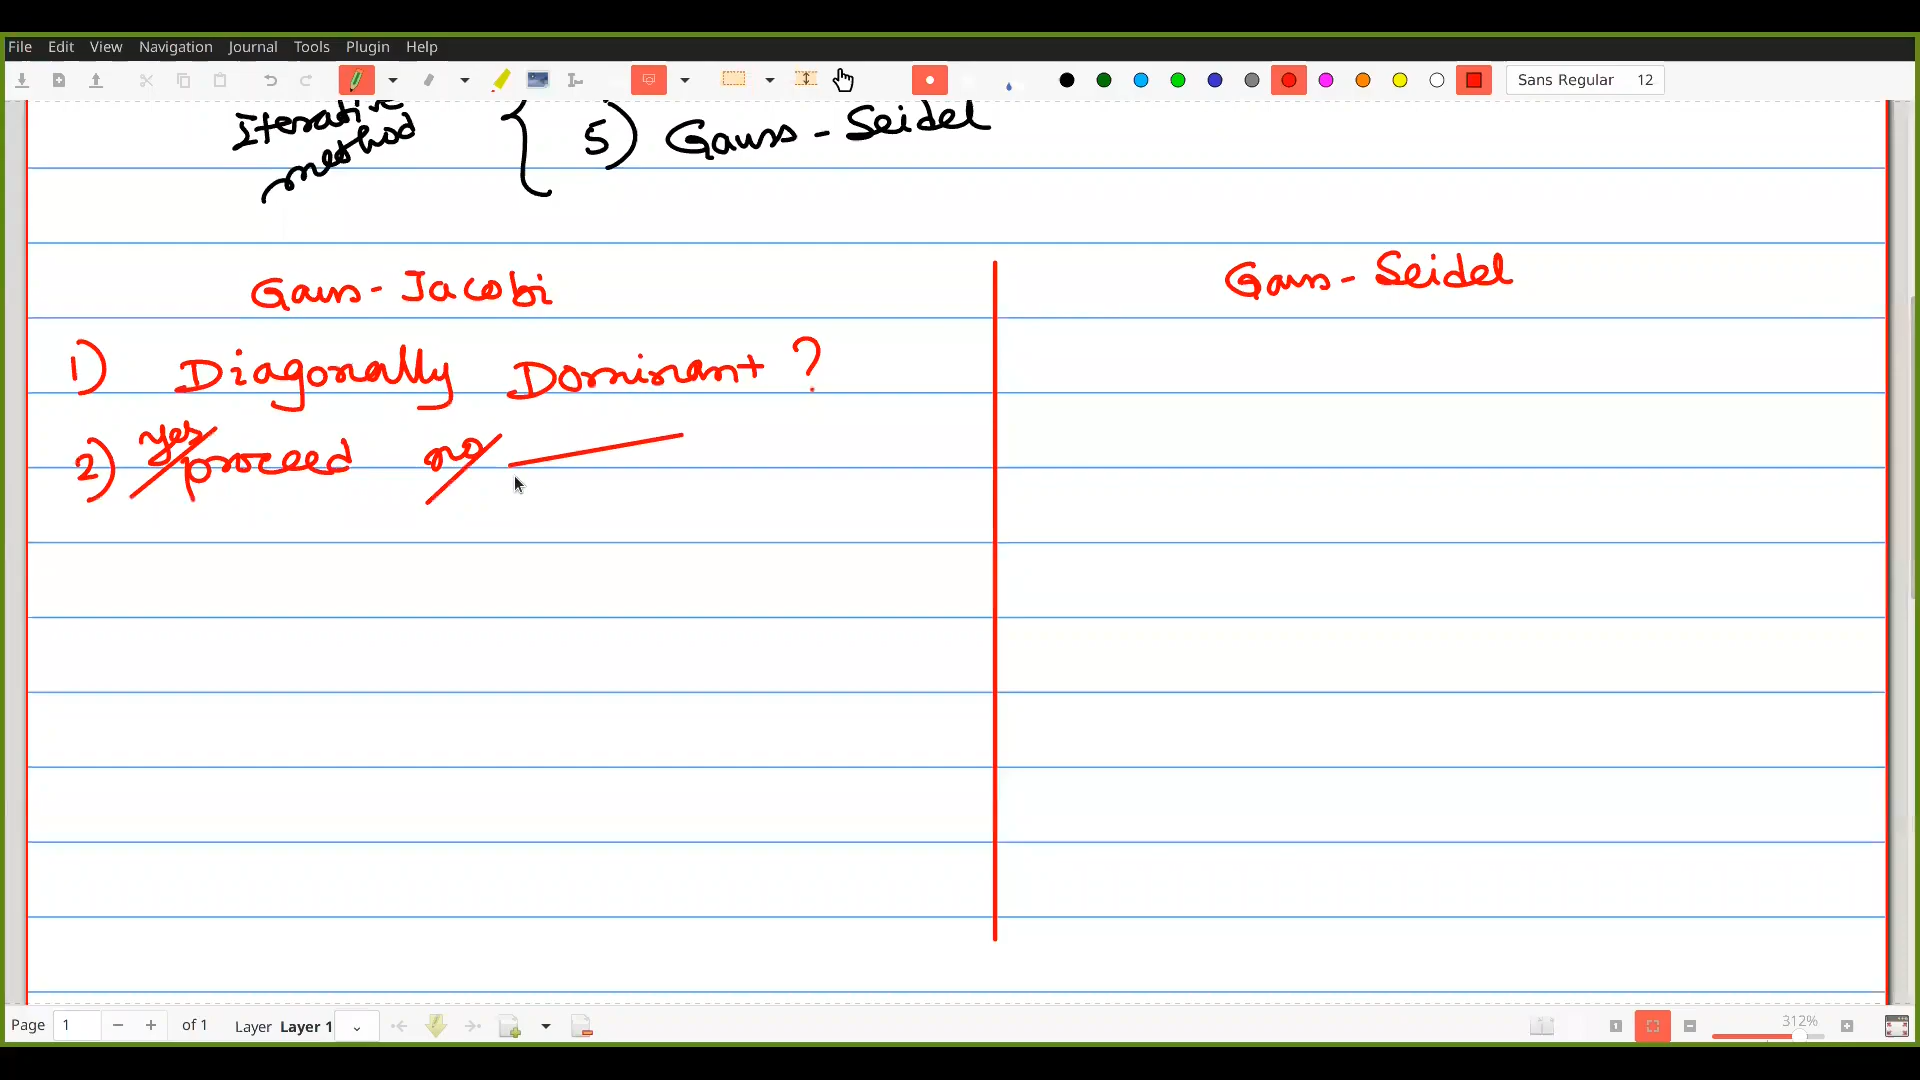 File Edit View Navigation Journal Tools Plugin Help
Sans Regular 12
Iterative
method
5) Gauss - Seidel
Gauss - Jacobi
Gauss - Seidel
1) Diagonally Dominant ?
2) yes/proceed no/
Page 1 of 1 Layer Layer 1 312%